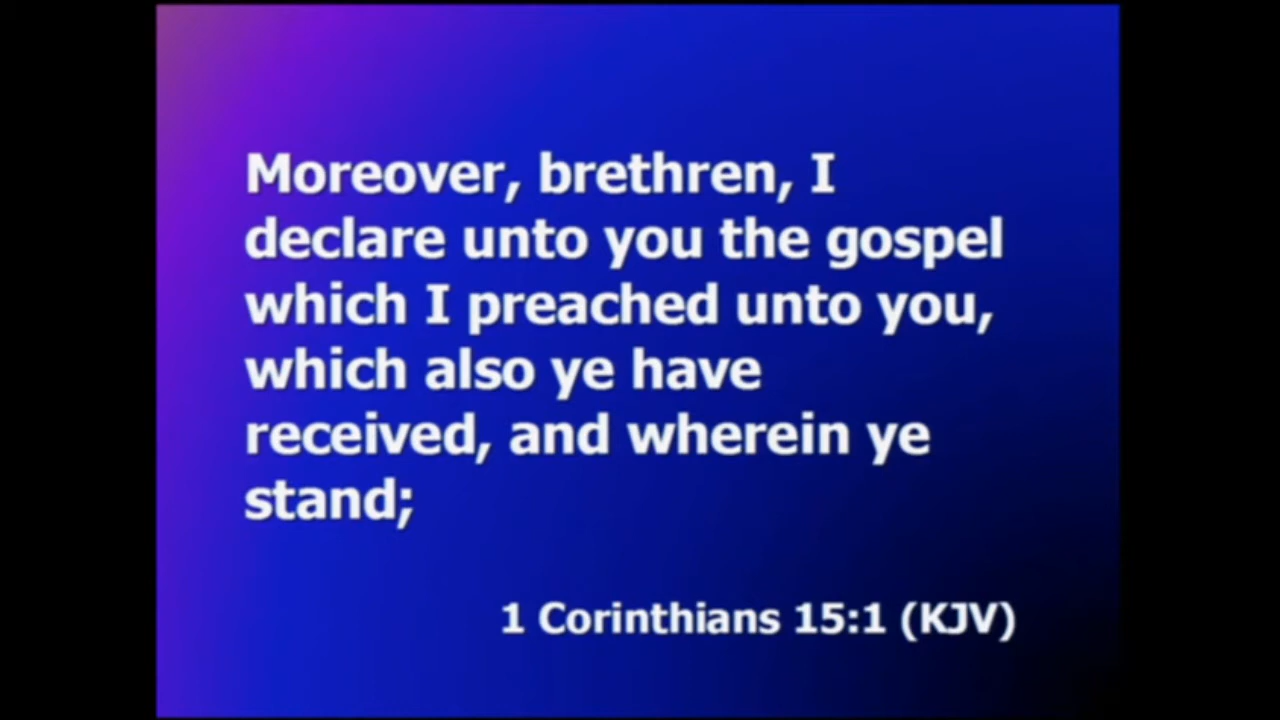 Moreover, brethren, I
declare unto you the gospel
which I preached unto you,
which also ye have
received, and wherein ye
stand;
1 Corinthians 15:1 (KJV)